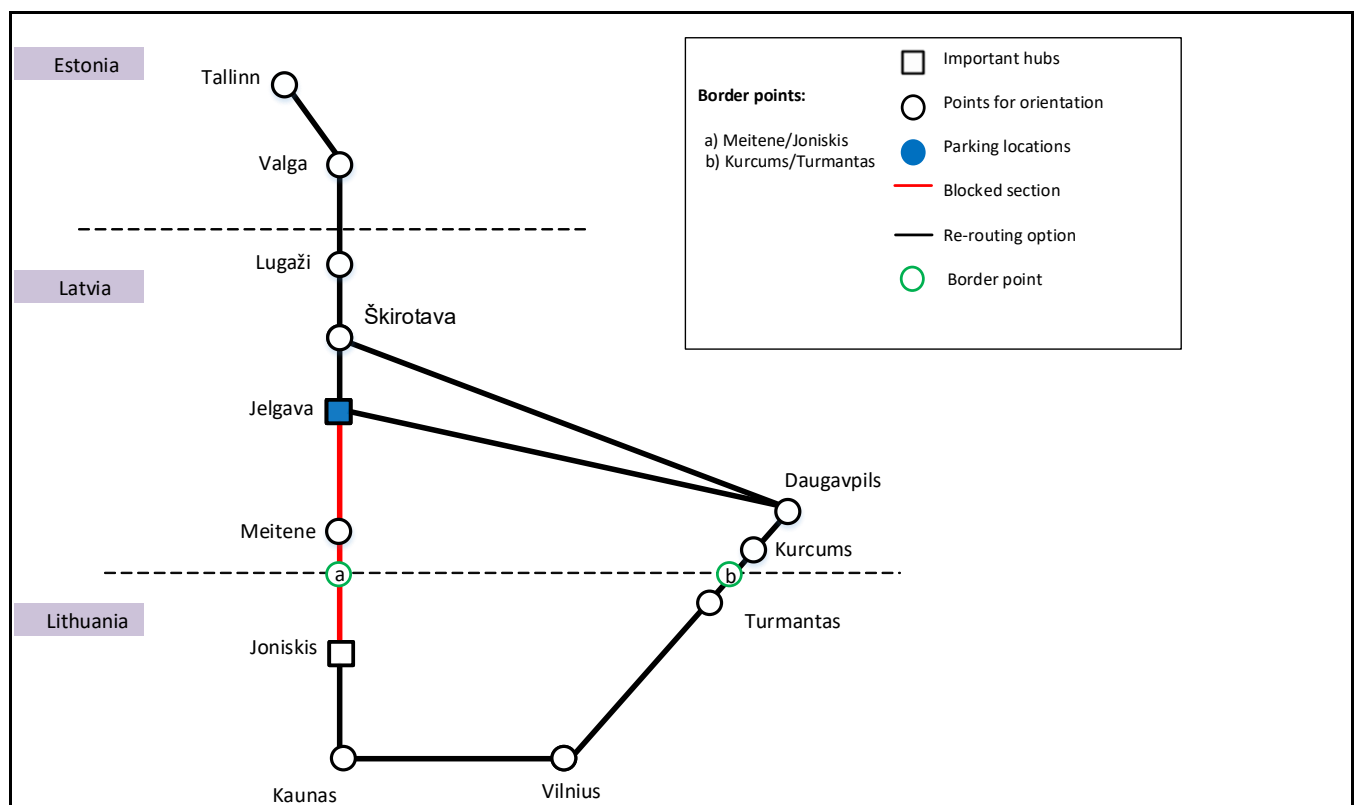 Estonia
Tallinn
Valga
Lugaži
Latvia
Škirotava
Jelgava
Daugavpils
Meitene
Kurcums
a
b
Lithuania
Turmantas
Joniskis
Kaunas
Vilnius
Border points:
a) Meitene/Joniskis
b) Kurcums/Turmantas
Important hubs
Points for orientation
Parking locations
Blocked section
Re-routing option
Border point